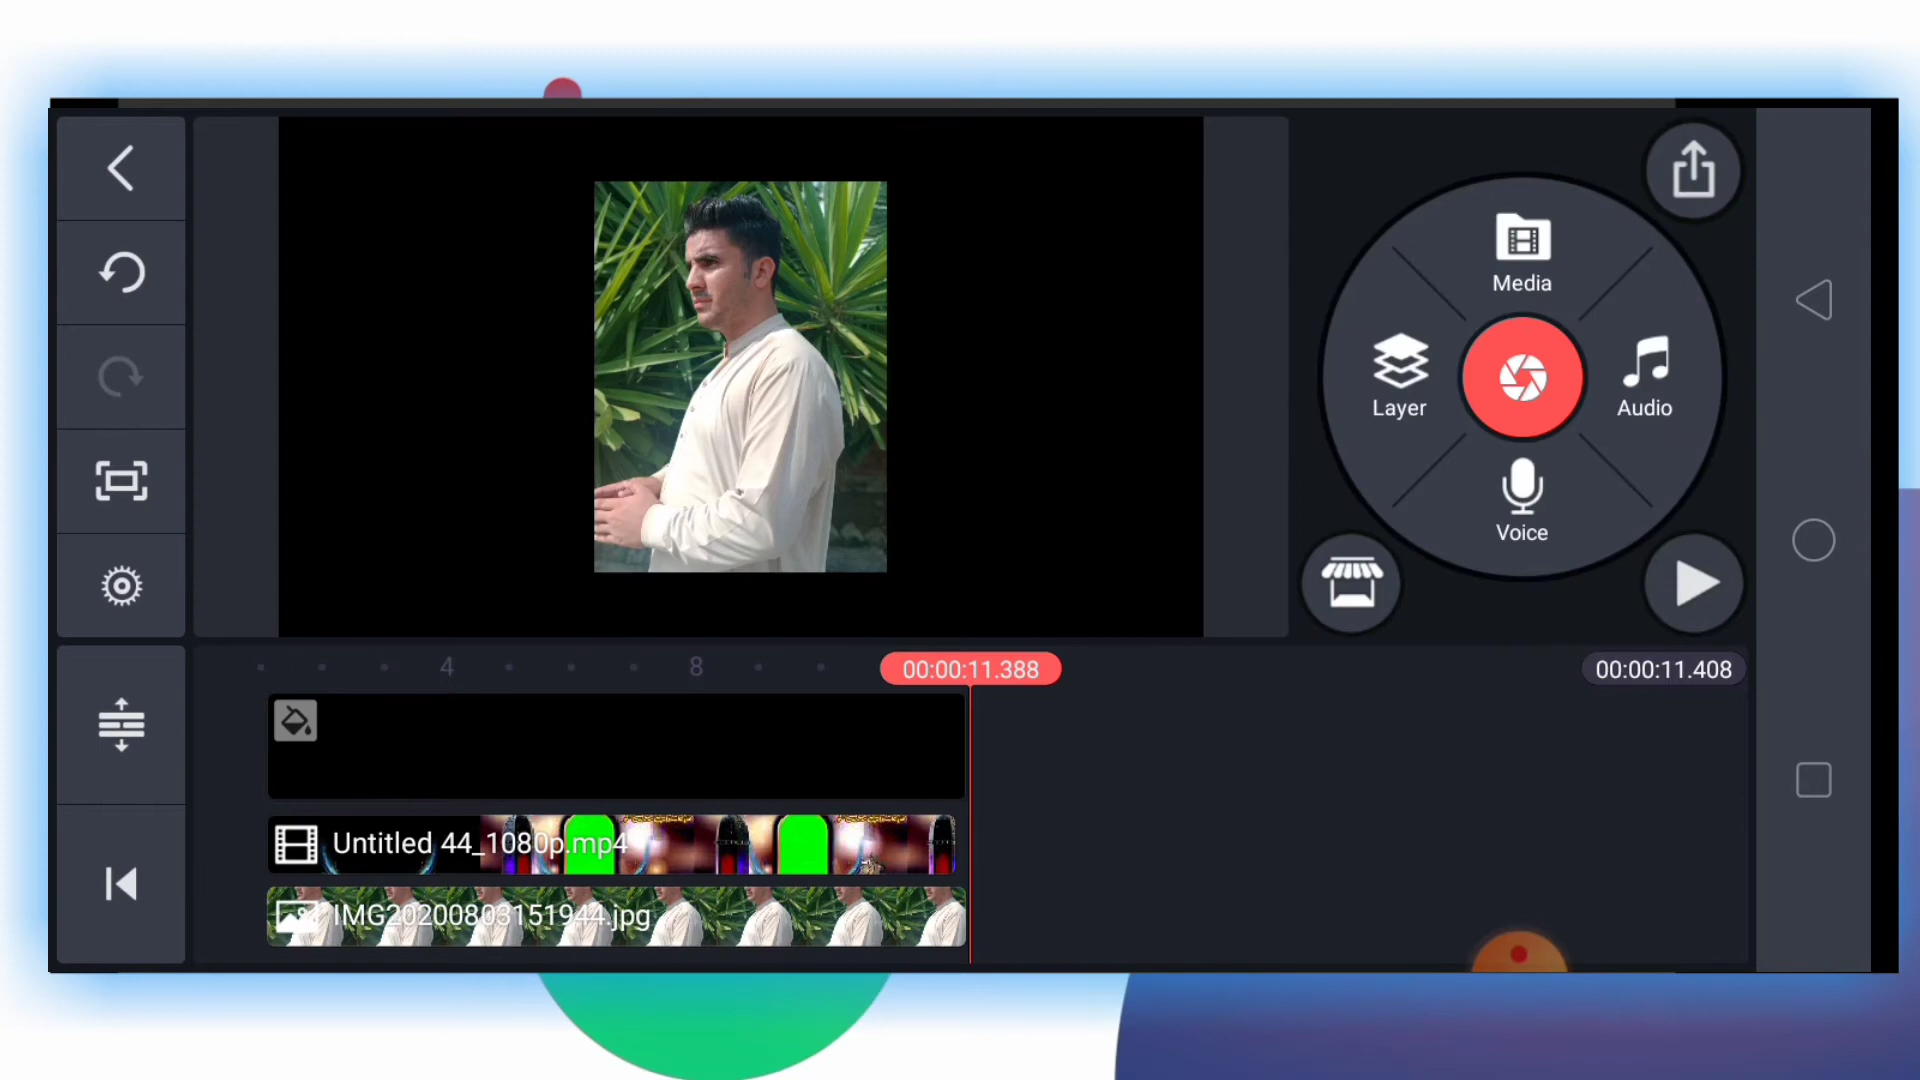 Media
Layer
Audio
Voice
4
8
00:00:11.388
00:00:11.408
Untitled 44_1080p.mp4
IMG20200803151944.jpg